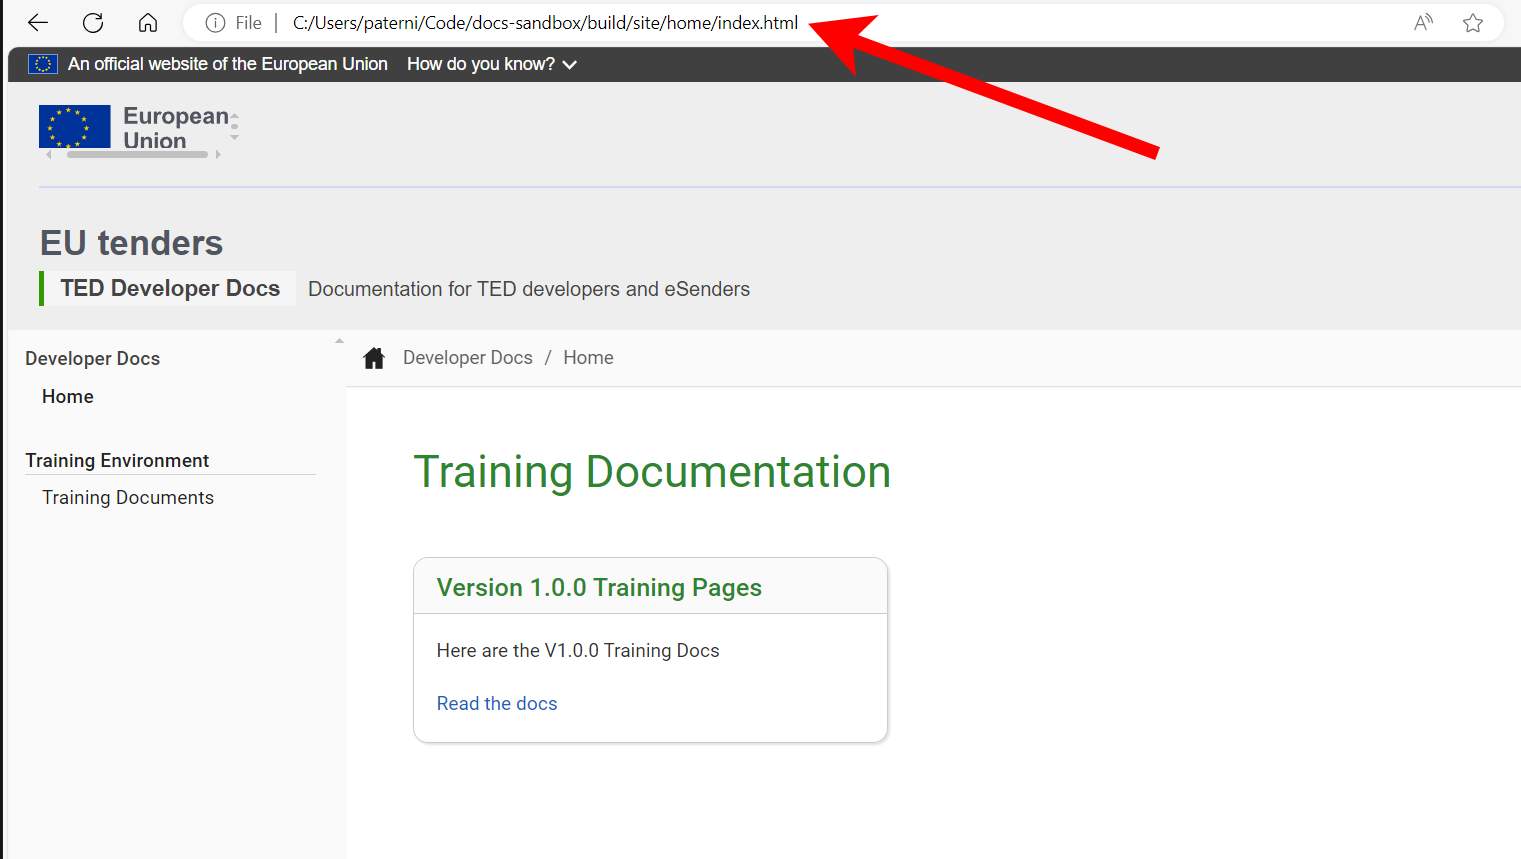 File C:/Users/paterni/Code/docs-sandbox/build/site/home/index.html
An official website of the European Union How do you know?
European
Union
EU tenders
TED Developer Docs Documentation for TED developers and eSenders
Developer Docs
Home
Training Environment
Training Documents
Developer Docs / Home
Training Documentation
Version 1.0.0 Training Pages
Here are the V1.0.0 Training Docs
Read the docs